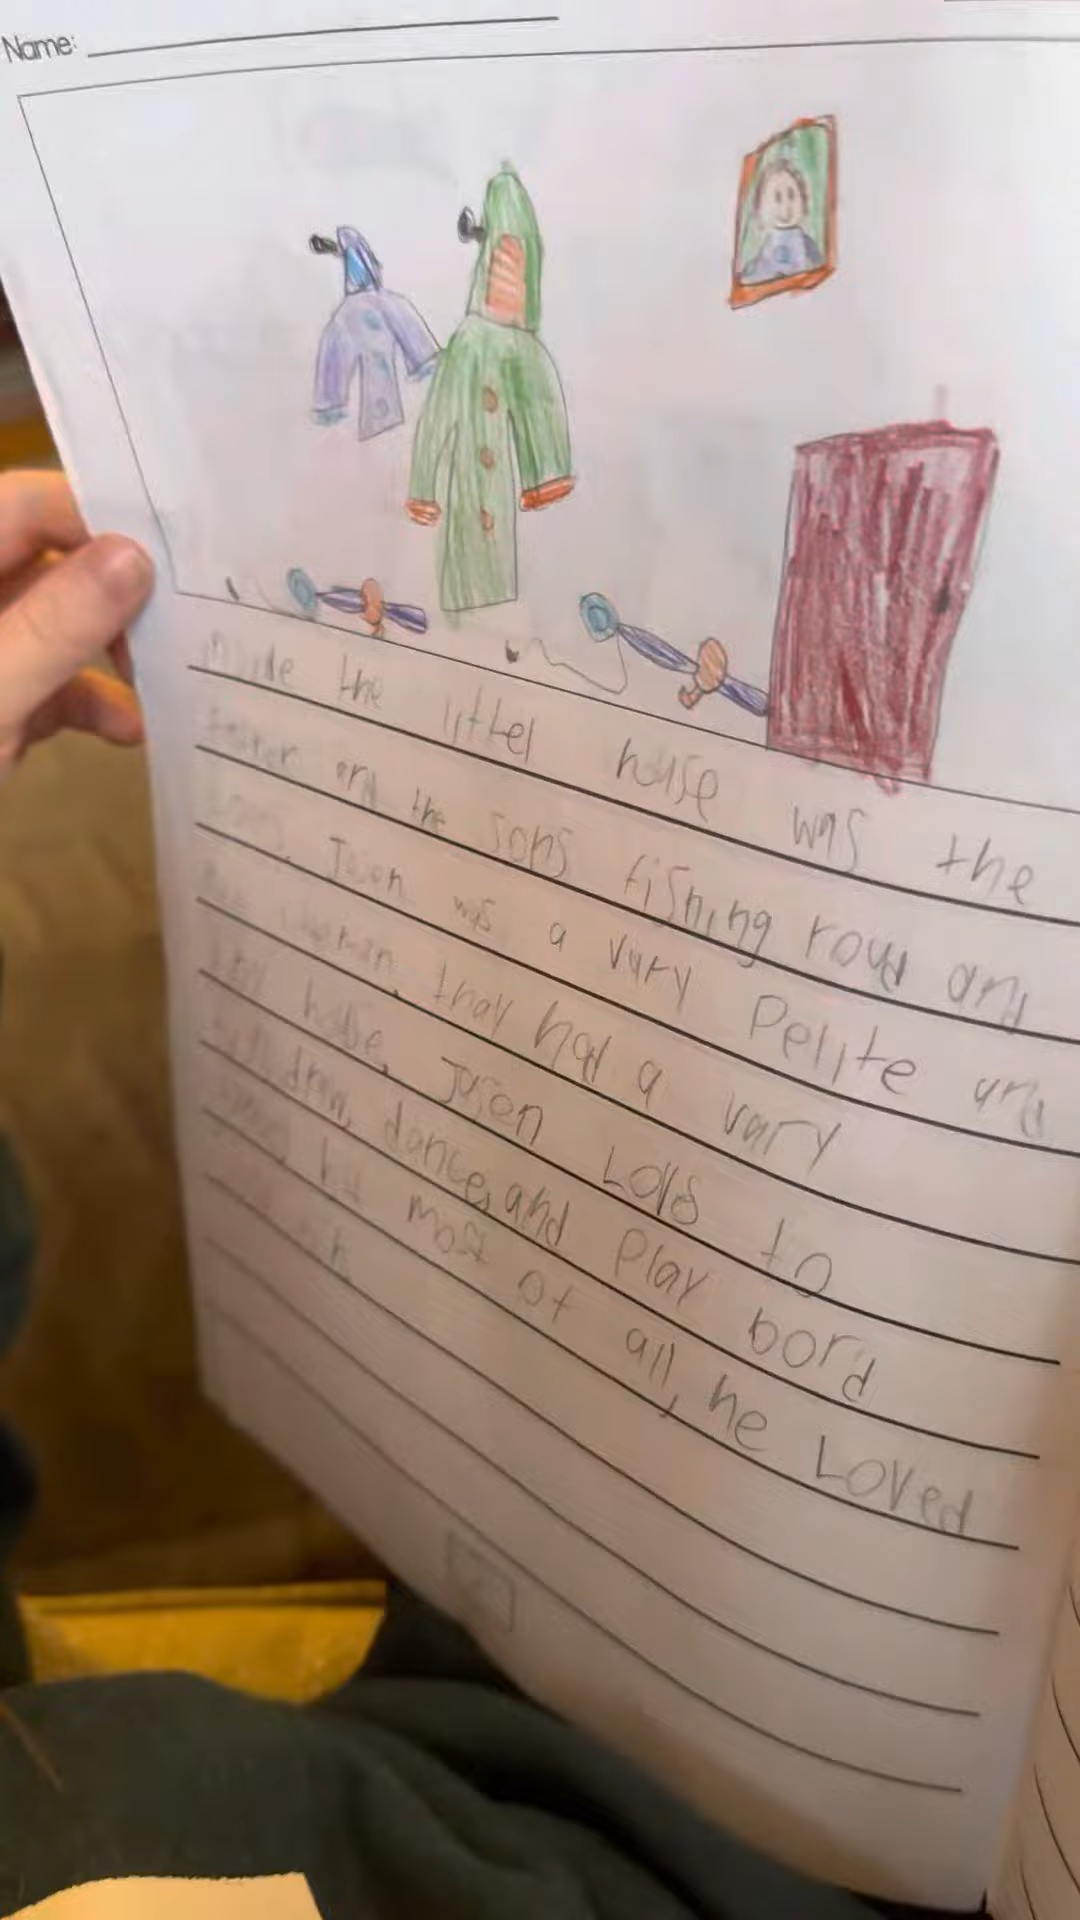 Name:
the littel house was the
and the sons fishing roud and
Jason was a vary Pelite and
thay had a vary
house, Jason Lovs to
draw, dance, and Play bord
but most of all, he Loved